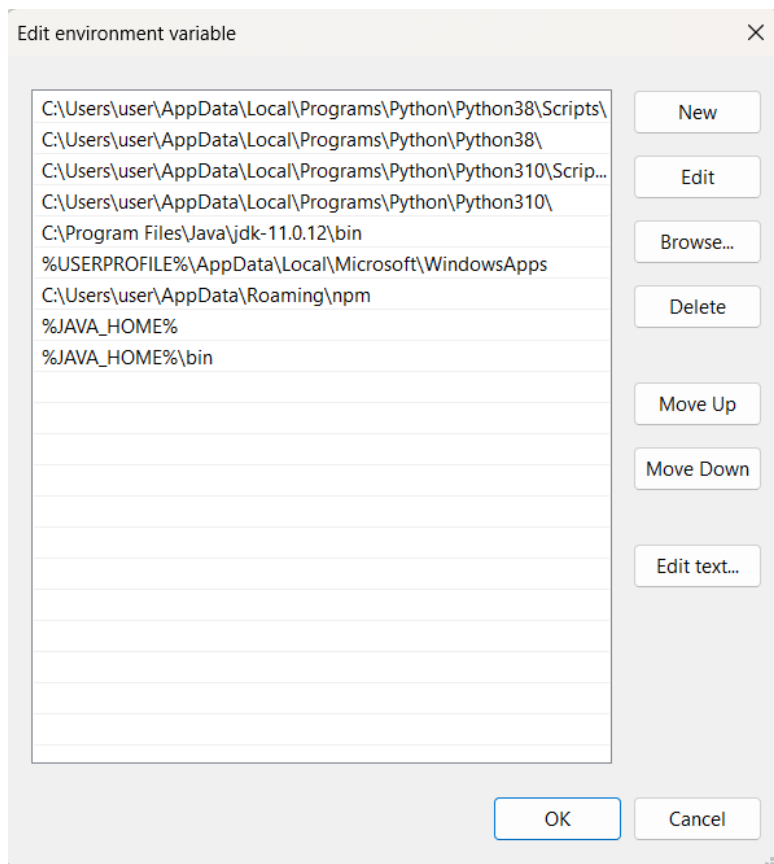 Edit environment variable
C:\Users\user\AppData\Local\Programs\Python\Python38\Scripts\
New
C:\Users\user\AppData\Local\Programs\Python\Python38\
C:\Users\user\AppData\Local\Programs\Python\Python310\Scrip...
Edit
C:\Users\user\AppData\Local\Programs\Python\Python310\
C:\Program Files\Java\jdk-11.0.12\bin
Browse...
%USERPROFILE%\AppData\Local\Microsoft\WindowsApps
C:\Users\user\AppData\Roaming\npm
Delete
%JAVA_HOME%
%JAVA_HOME%\bin
Move Up
Move Down
Edit text...
OK
Cancel